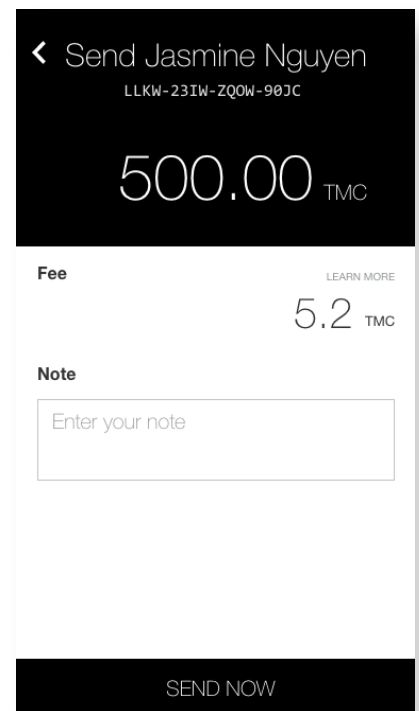 Send Jasmine Nguyen
LLKW-23IW-ZQOW-90JC
500.00 TMC
Fee
LEARN MORE
5.2 TMC
Note
Enter your note
SEND NOW